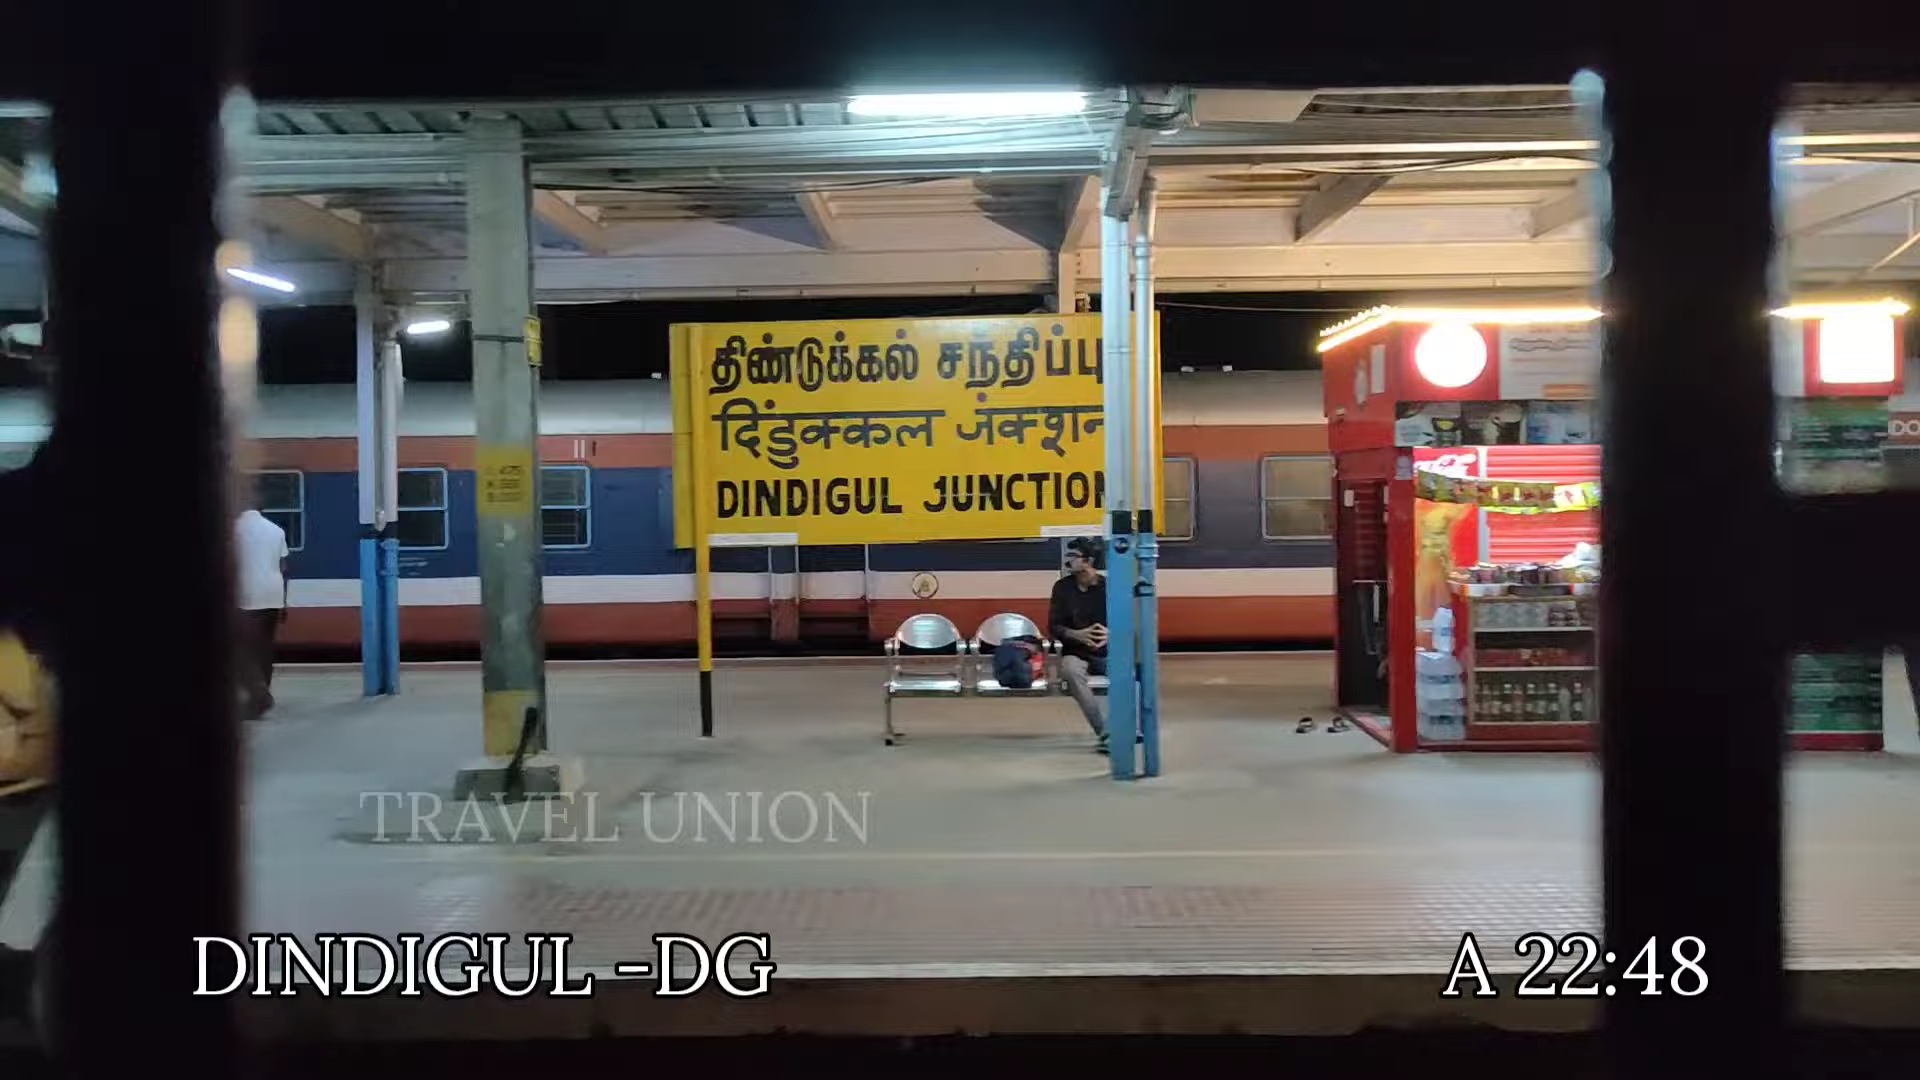 திண்டுக்கல் சந்திப்பு
दिंडुक्कल जंक्शन
DINDIGUL JUNCTION
TRAVEL UNION
DINDIGUL -DG
A 22:48